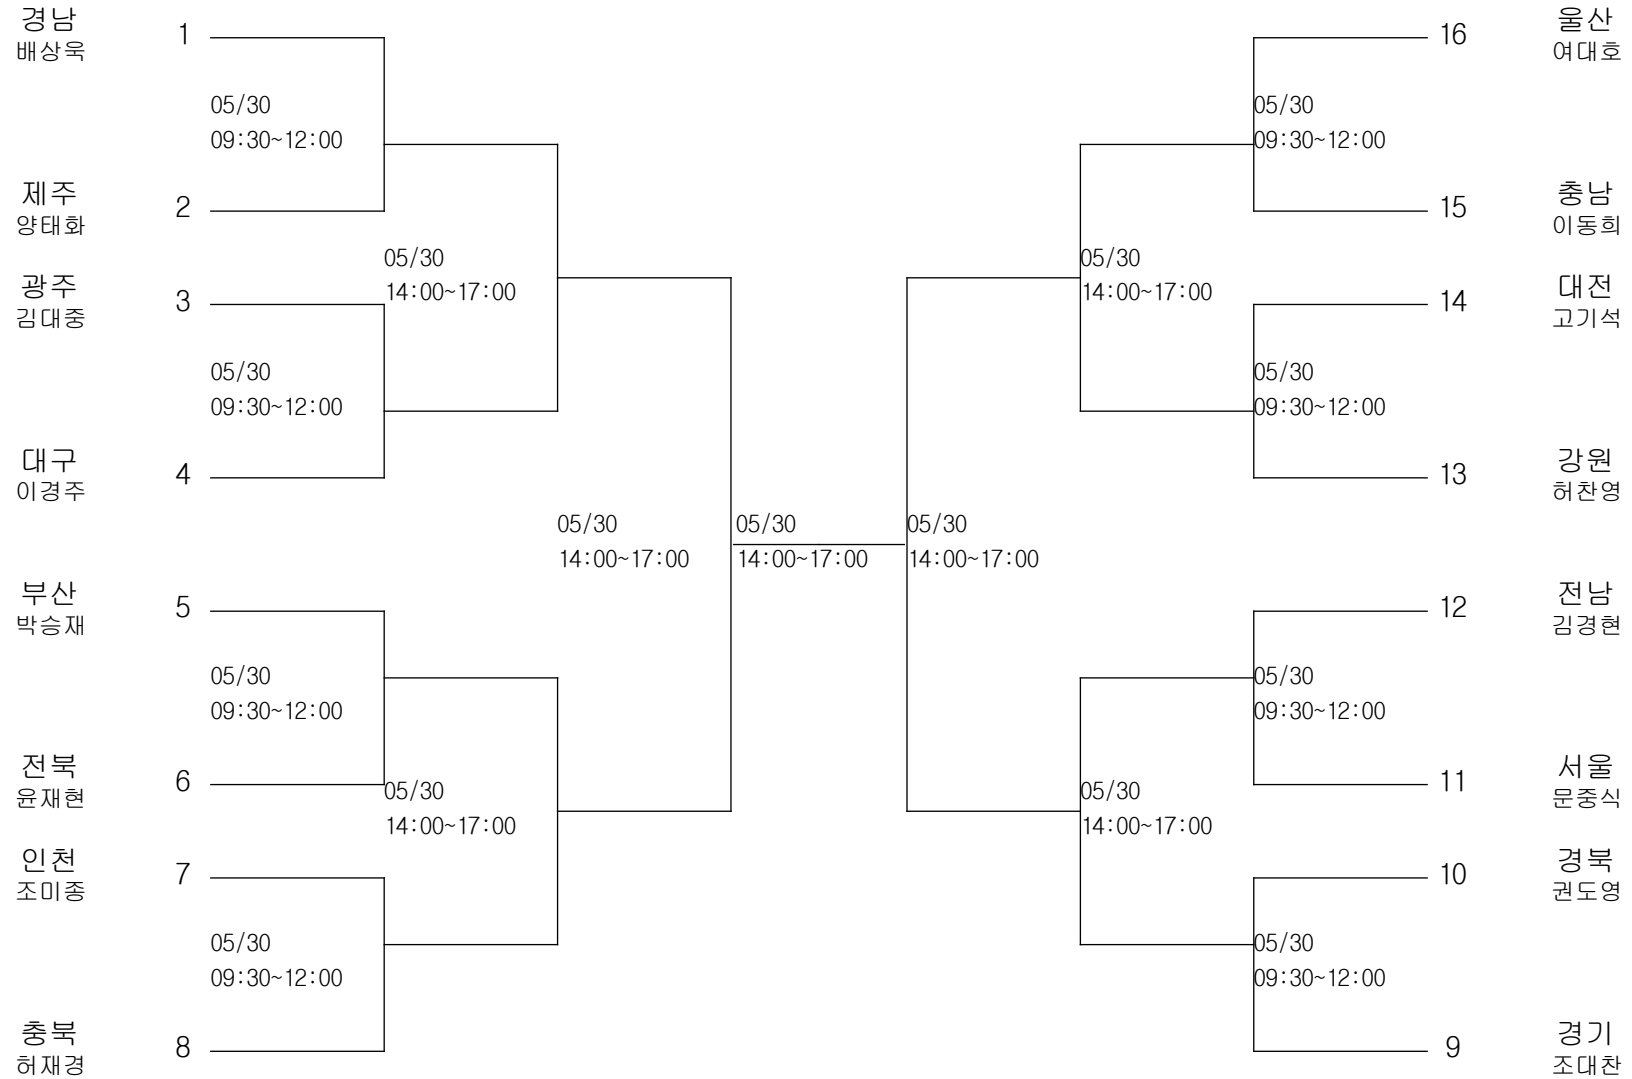 경남
배상욱
1
05/30
09:30~12:00
제주
양태화
2
05/30
14:00~17:00
광주
김대중
3
05/30
09:30~12:00
대구
이경주
4
05/30
14:00~17:00
부산
박승재
5
05/30
09:30~12:00
전북
윤재현
6
05/30
14:00~17:00
인천
조미종
7
05/30
09:30~12:00
충북
허재경
8
05/30
14:00~17:00
16
울산
여대호
05/30
09:30~12:00
15
충남
이동희
05/30
14:00~17:00
14
대전
고기석
05/30
09:30~12:00
13
강원
허찬영
05/30
14:00~17:00
12
전남
김경현
05/30
09:30~12:00
11
서울
문중식
05/30
14:00~17:00
10
경북
권도영
05/30
09:30~12:00
9
경기
조대찬